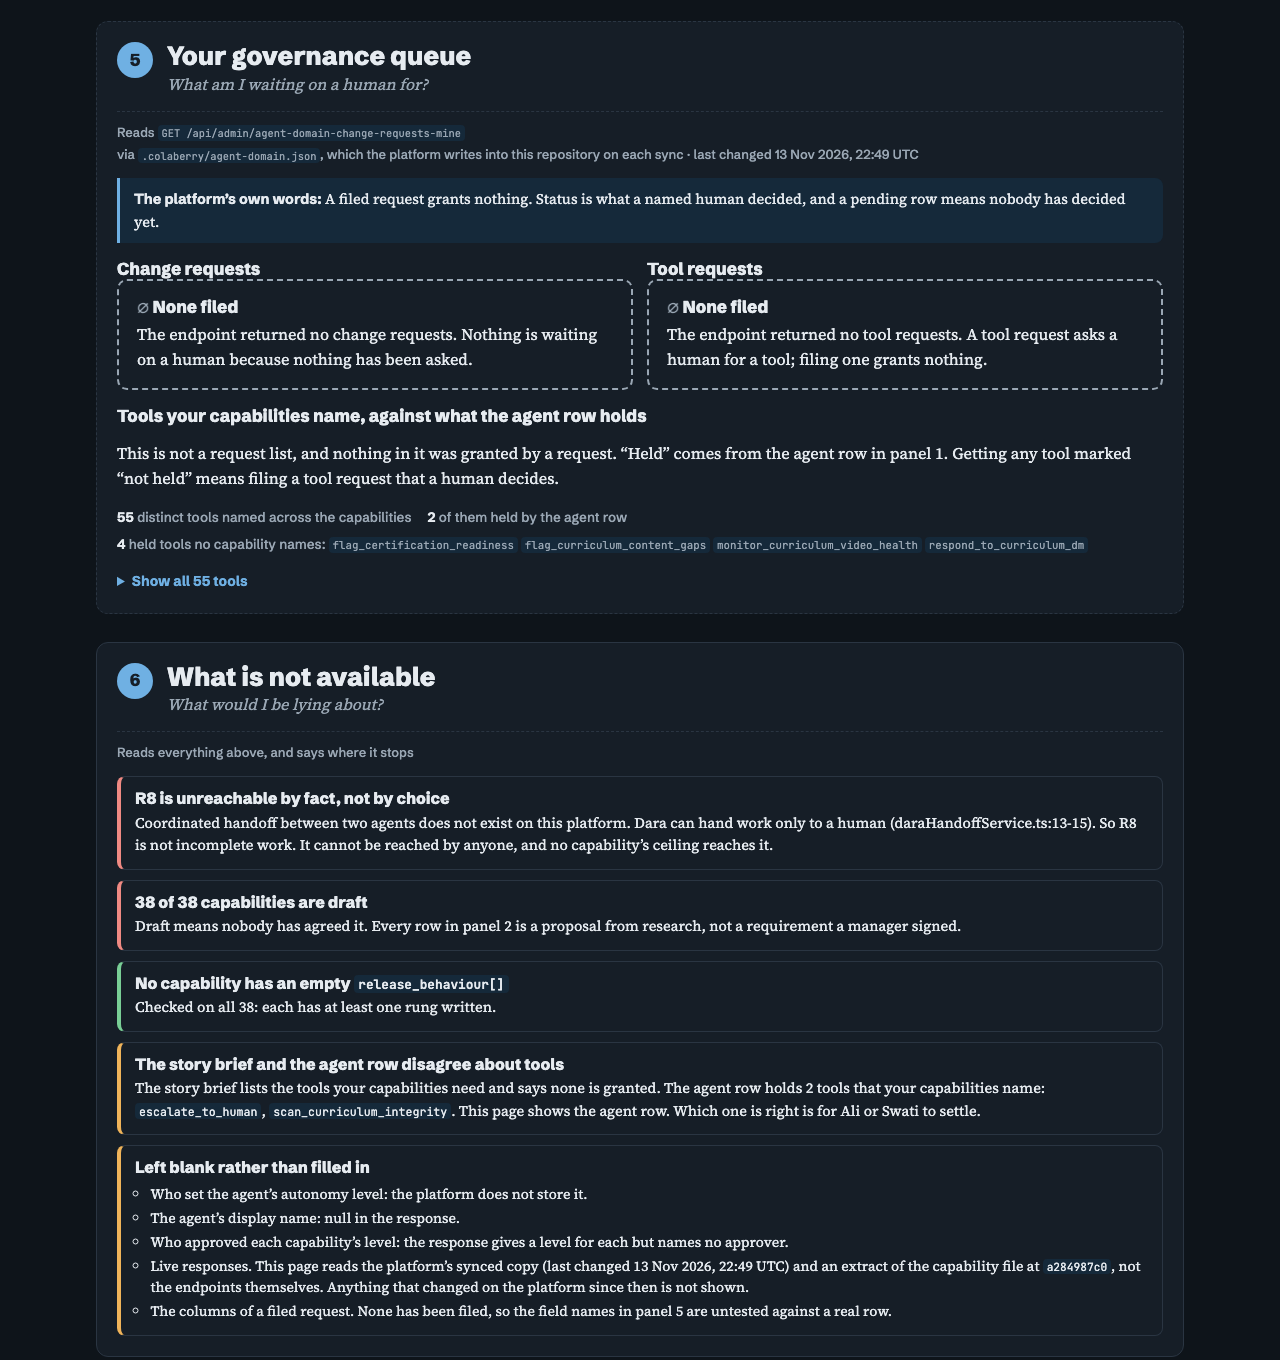 5
Your governance queue
What am I waiting on a human for?
Reads GET /api/admin/agent-domain-change-requests-mine
via .colaberry/agent-domain.json, which the platform writes into this repository on each sync · last changed 13 Nov 2026, 22:49 UTC
The platform’s own words: A filed request grants nothing. Status is what a named human decided, and a pending row means nobody has decided
yet.
Change requests
∅ None filed
The endpoint returned no change requests. Nothing is waiting
on a human because nothing has been asked.
Tool requests
∅ None filed
The endpoint returned no tool requests. A tool request asks a
human for a tool; filing one grants nothing.
Tools your capabilities name, against what the agent row holds
This is not a request list, and nothing in it was granted by a request. “Held” comes from the agent row in panel 1. Getting any tool marked
“not held” means filing a tool request that a human decides.
55 distinct tools named across the capabilities 2 of them held by the agent row
4 held tools no capability names: flag_certification_readiness flag_curriculum_content_gaps monitor_curriculum_video_health respond_to_curriculum_dm
▶ Show all 55 tools
6
What is not available
What would I be lying about?
Reads everything above, and says where it stops
R8 is unreachable by fact, not by choice
Coordinated handoff between two agents does not exist on this platform. Dara can hand work only to a human (daraHandoffService.ts:13-15). So R8
is not incomplete work. It cannot be reached by anyone, and no capability’s ceiling reaches it.
38 of 38 capabilities are draft
Draft means nobody has agreed it. Every row in panel 2 is a proposal from research, not a requirement a manager signed.
No capability has an empty release_behaviour[]
Checked on all 38: each has at least one rung written.
The story brief and the agent row disagree about tools
The story brief lists the tools your capabilities need and says none is granted. The agent row holds 2 tools that your capabilities name:
escalate_to_human, scan_curriculum_integrity. This page shows the agent row. Which one is right is for Ali or Swati to settle.
Left blank rather than filled in
◦ Who set the agent’s autonomy level: the platform does not store it.
◦ The agent’s display name: null in the response.
◦ Who approved each capability’s level: the response gives a level for each but names no approver.
◦ Live responses. This page reads the platform’s synced copy (last changed 13 Nov 2026, 22:49 UTC) and an extract of the capability file at a284987c0, not
the endpoints themselves. Anything that changed on the platform since then is not shown.
◦ The columns of a filed request. None has been filed, so the field names in panel 5 are untested against a real row.